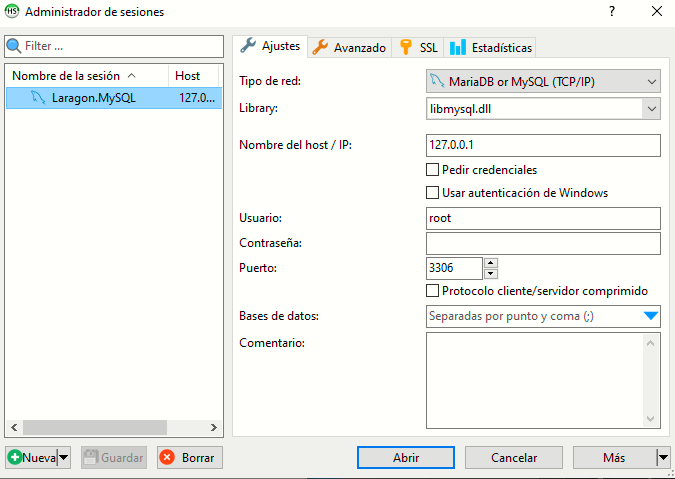 HS Administrador de sesiones
Filter ...
Nombre de la sesión Host
Laragon.MySQL 127.0...
Nueva Guardar Borrar
Ajustes Avanzado SSL Estadísticas
Tipo de red: MariaDB or MySQL (TCP/IP)
Library: libmysql.dll
Nombre del host / IP: 127.0.0.1
Pedir credenciales
Usar autenticación de Windows
Usuario: root
Contraseña:
Puerto: 3306
Protocolo cliente/servidor comprimido
Bases de datos: Separadas por punto y coma (;)
Comentario:
Abrir Cancelar Más